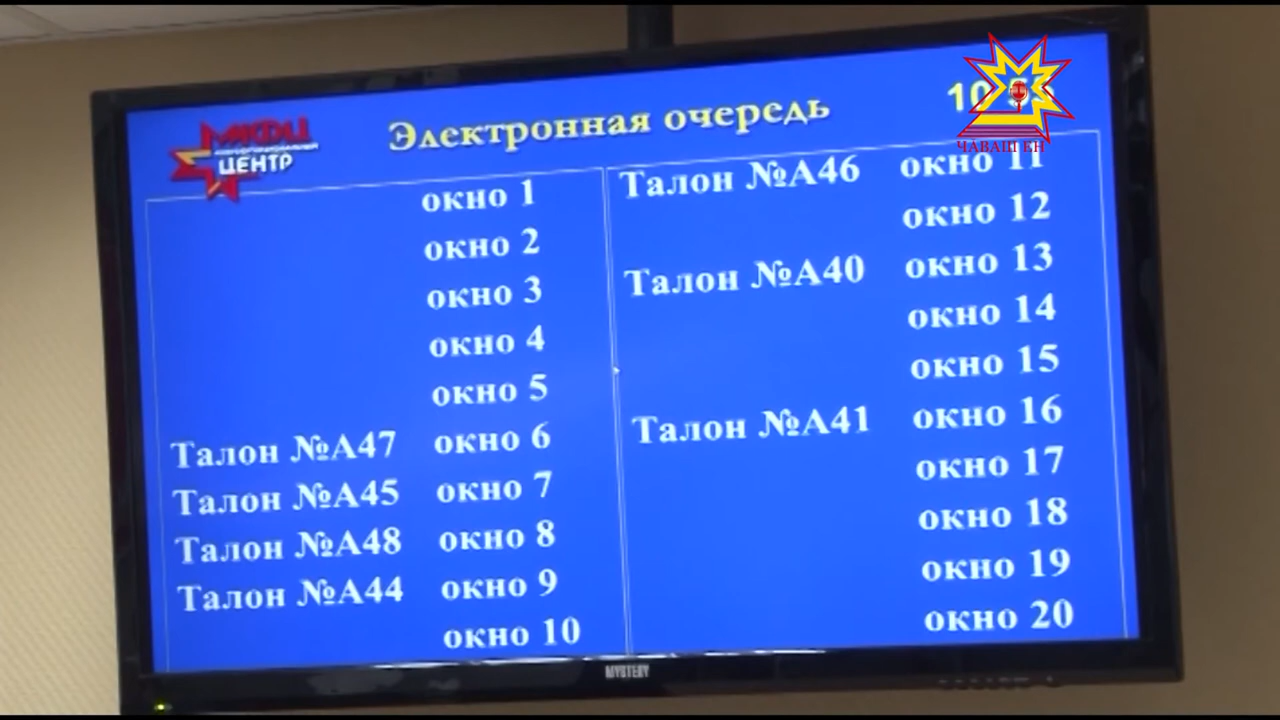 Электронная очередь
МКДЦ
ЦЕНТР
ЧӐВАШ ЕН
окно 1
окно 2
окно 3
окно 4
окно 5
Талон №А47 окно 6
Талон №А45 окно 7
Талон №А48 окно 8
Талон №А44 окно 9
окно 10
Талон №А46 окно 11
окно 12
Талон №А40 окно 13
окно 14
окно 15
Талон №А41 окно 16
окно 17
окно 18
окно 19
окно 20
MYSTERY